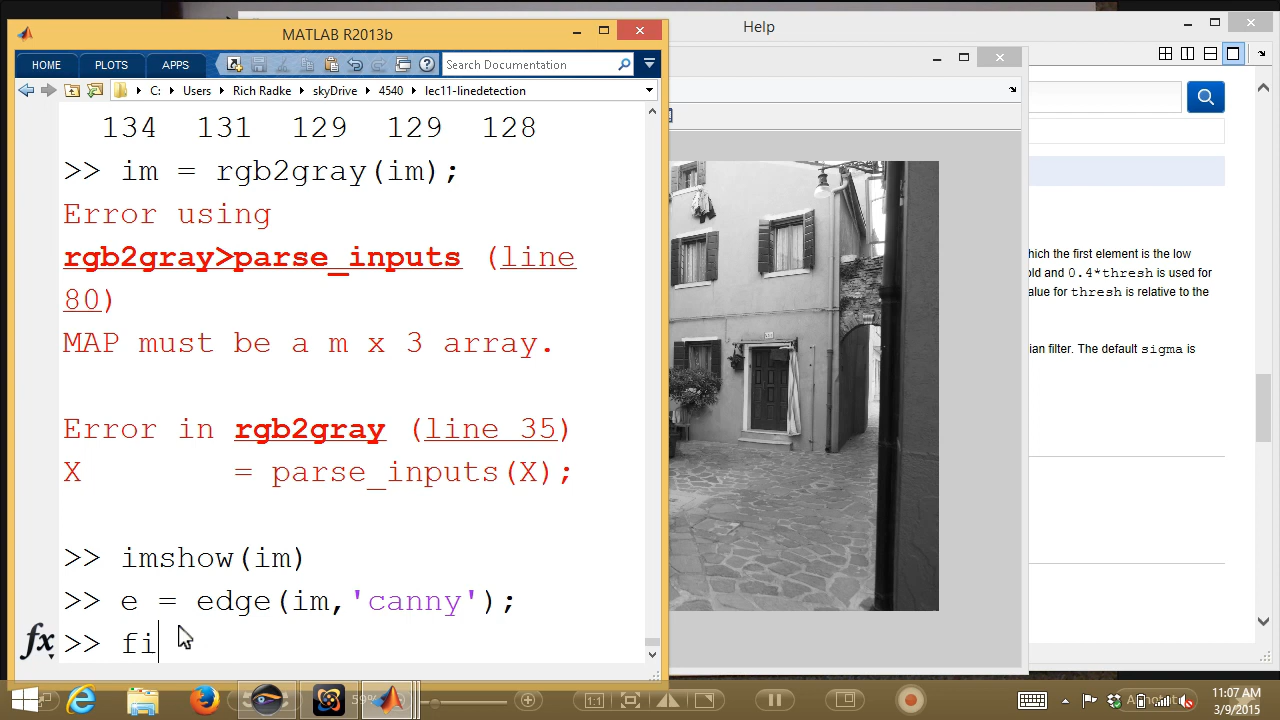 Help
MATLAB R2013b
HOME PLOTS APPS
Search Documentation
C: Users Rich Radke skyDrive 4540 lec11-linedetection
134 131 129 129 128
>> im = rgb2gray(im);
Error using
rgb2gray>parse_inputs (line
80)
MAP must be a m x 3 array.
Error in rgb2gray (line 35)
X = parse_inputs(X);
>> imshow(im)
>> e = edge(im,'canny');
>> fi
fx
hich the first element is the low
old and 0.4*thresh is used for
alue for thresh is relative to the
ian filter. The default sigma is
1:1
11:07 AM
3/9/2015